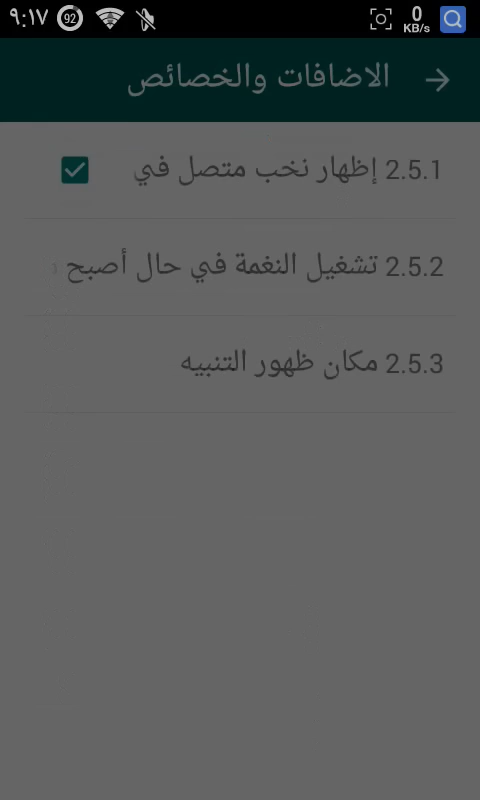 ٩:١٧ 92 0 KB/s
الاضافات والخصائص
2.5.1 إظهار نخب متصل في
2.5.2 تشغيل النغمة في حال أصبح
2.5.3 مكان ظهور التنبيه